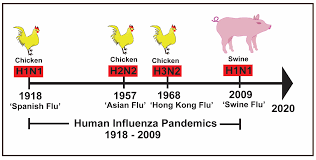 Chicken Chicken Chicken Swine
H1N1 H2N2 H3N2 H1N1
1918 1957 1968 2009 2020
'Spanish Flu' 'Asian Flu' 'Hong Kong Flu' 'Swine Flu'
Human Influenza Pandemics
1918 - 2009